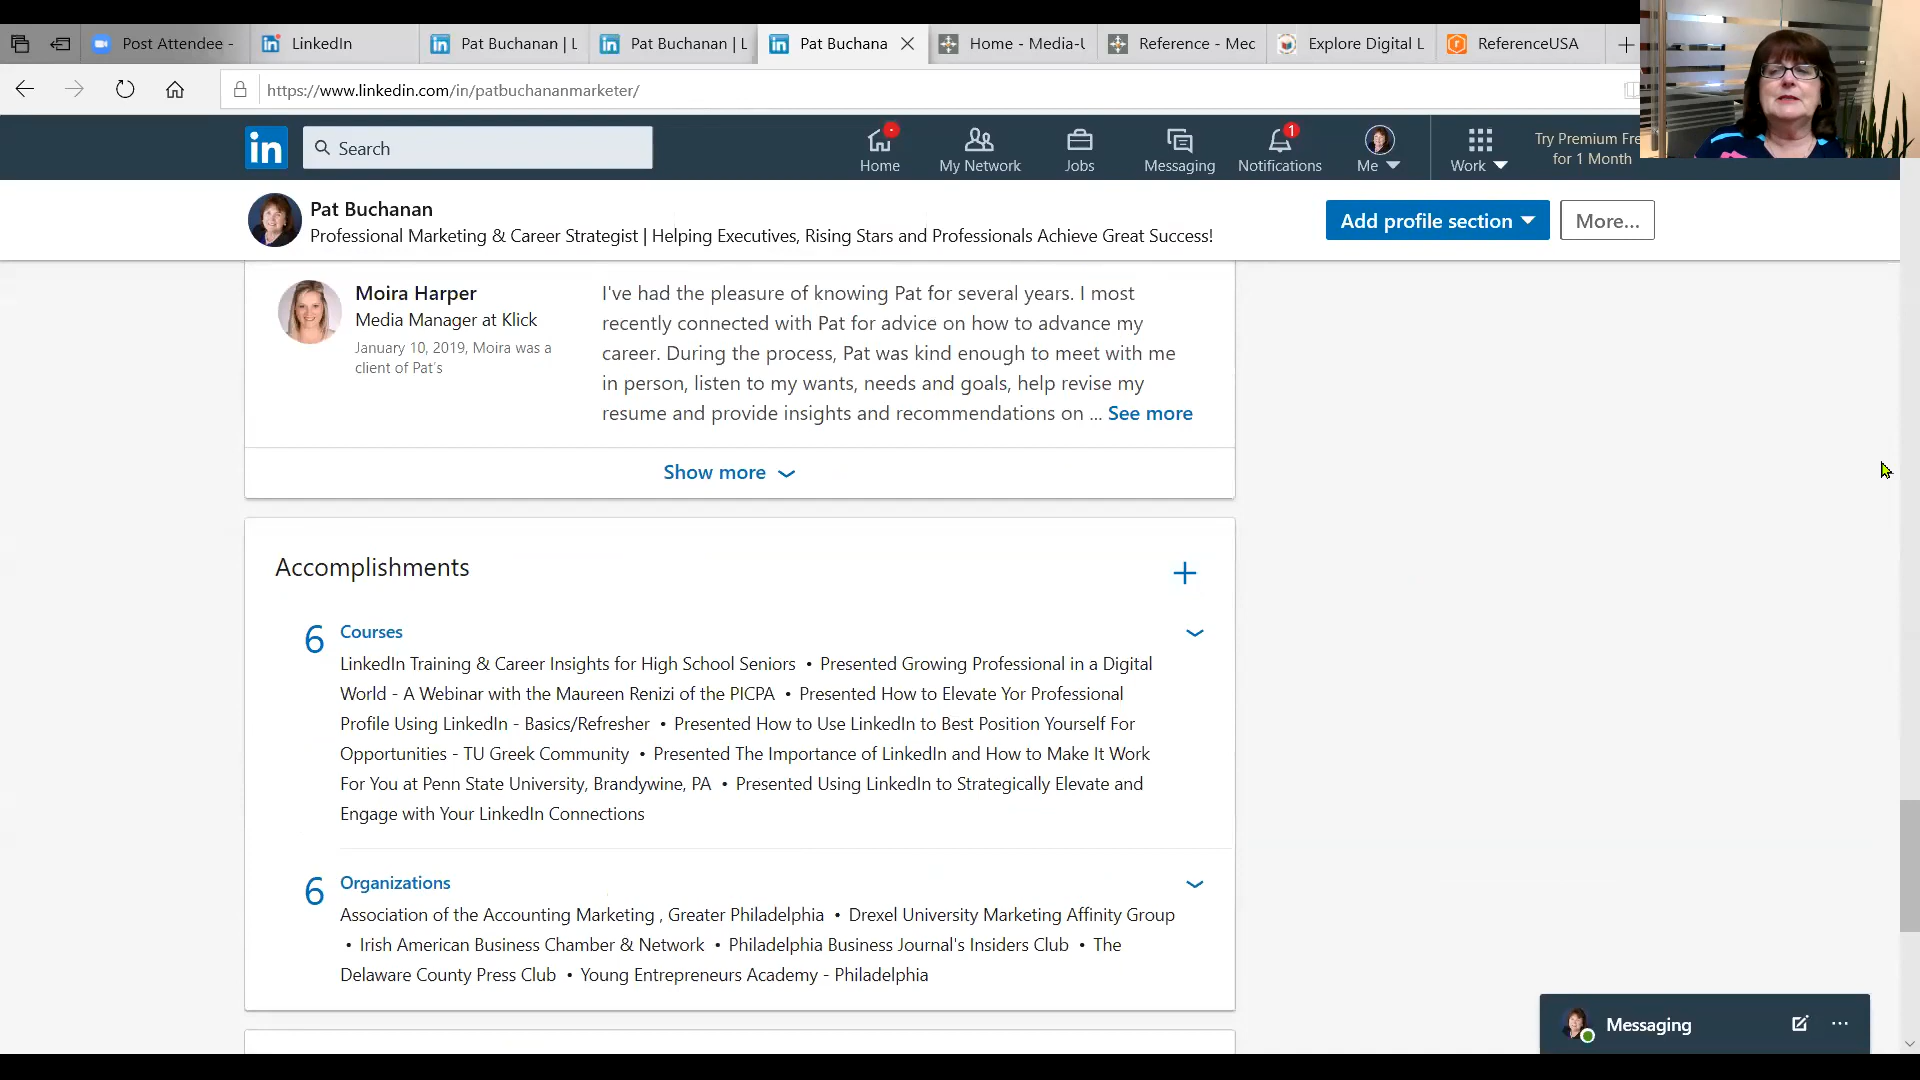 Post Attendee -
LinkedIn
Pat Buchanan | L
Pat Buchanan | L
Pat Buchana
Home - Media-U
Reference - Mec
Explore Digital L
ReferenceUSA
https://www.linkedin.com/in/patbuchananmarketer/
in
Search
Home
My Network
Jobs
Messaging
1
Notifications
Me
Work
Try Premium Fre
for 1 Month
Pat Buchanan
Professional Marketing & Career Strategist | Helping Executives, Rising Stars and Professionals Achieve Great Success!
Add profile section
More...
Moira Harper
Media Manager at Klick
January 10, 2019, Moira was a
client of Pat's
I've had the pleasure of knowing Pat for several years. I most
recently connected with Pat for advice on how to advance my
career. During the process, Pat was kind enough to meet with me
in person, listen to my wants, needs and goals, help revise my
resume and provide insights and recommendations on ... See more
Show more
Accomplishments
6 Courses
LinkedIn Training & Career Insights for High School Seniors • Presented Growing Professional in a Digital
World - A Webinar with the Maureen Renizi of the PICPA • Presented How to Elevate Yor Professional
Profile Using LinkedIn - Basics/Refresher • Presented How to Use LinkedIn to Best Position Yourself For
Opportunities - TU Greek Community • Presented The Importance of LinkedIn and How to Make It Work
For You at Penn State University, Brandywine, PA • Presented Using LinkedIn to Strategically Elevate and
Engage with Your LinkedIn Connections
6 Organizations
Association of the Accounting Marketing , Greater Philadelphia • Drexel University Marketing Affinity Group
• Irish American Business Chamber & Network • Philadelphia Business Journal's Insiders Club • The
Delaware County Press Club • Young Entrepreneurs Academy - Philadelphia
Messaging